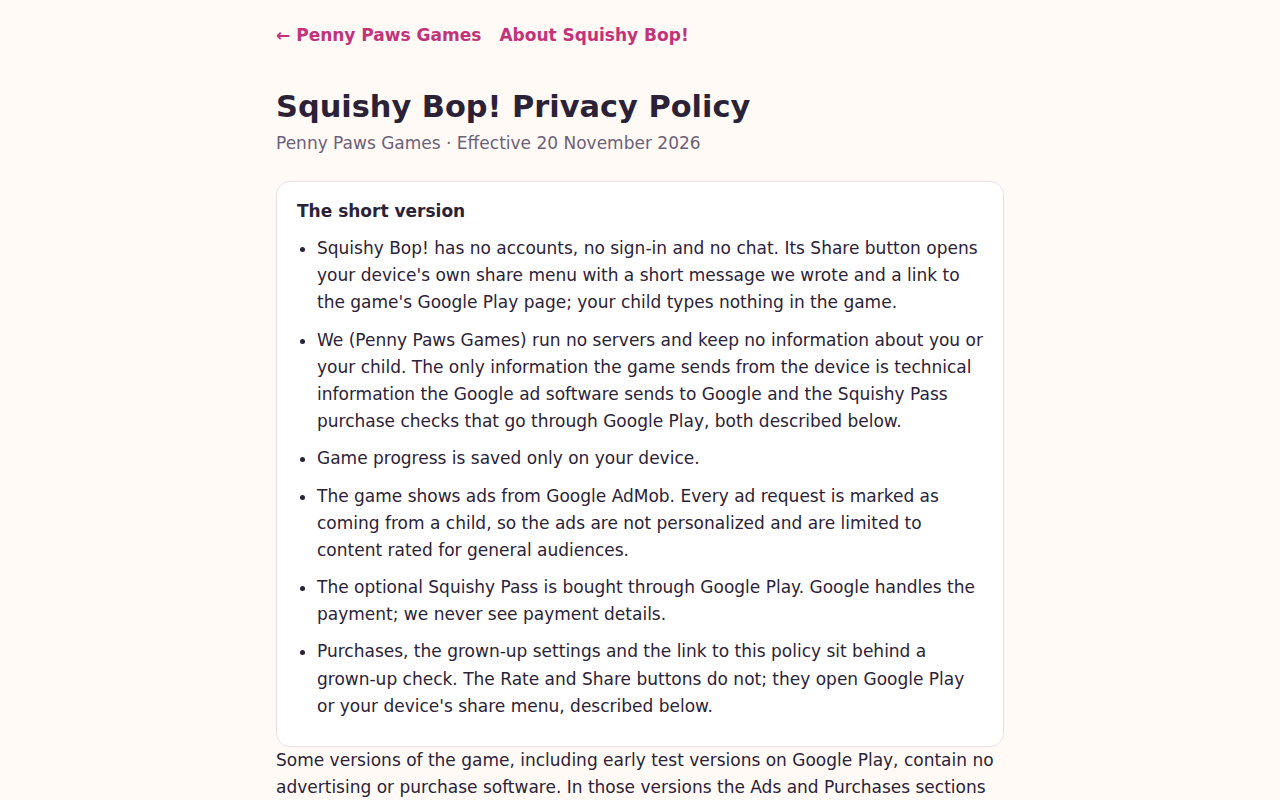 ← Penny Paws Games About Squishy Bop!
Squishy Bop! Privacy Policy
Penny Paws Games · Effective 20 November 2026
The short version
• Squishy Bop! has no accounts, no sign-in and no chat. Its Share button opens
your device's own share menu with a short message we wrote and a link to
the game's Google Play page; your child types nothing in the game.
• We (Penny Paws Games) run no servers and keep no information about you or
your child. The only information the game sends from the device is technical
information the Google ad software sends to Google and the Squishy Pass
purchase checks that go through Google Play, both described below.
• Game progress is saved only on your device.
• The game shows ads from Google AdMob. Every ad request is marked as
coming from a child, so the ads are not personalized and are limited to
content rated for general audiences.
• The optional Squishy Pass is bought through Google Play. Google handles the
payment; we never see payment details.
• Purchases, the grown-up settings and the link to this policy sit behind a
grown-up check. The Rate and Share buttons do not; they open Google Play
or your device's share menu, described below.
Some versions of the game, including early test versions on Google Play, contain no
advertising or purchase software. In those versions the Ads and Purchases sections